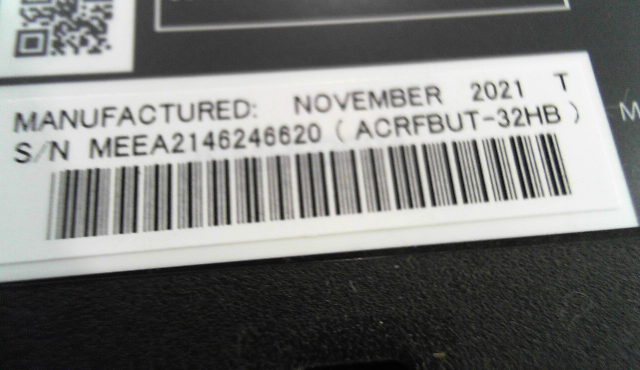 MANUFACTURED: NOVEMBER 2021 T
S/N MEEA2146246620 ( ACRFBUT-32HB )
M